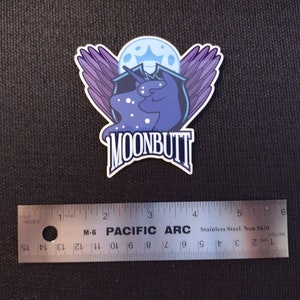 MOONBUTT
1 2 3 4 5 6
M-6 PACIFIC ARC Stainless Steel Non Skid
15 14 13 12 11 10 9 8 7 6 5 4 3 2 1